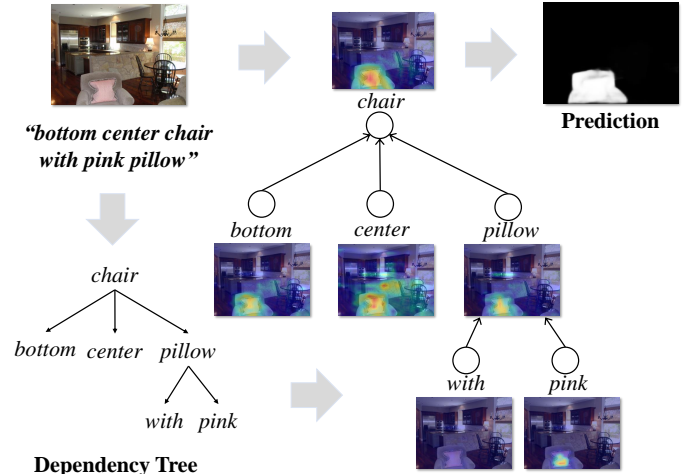 chair
“bottom center chair
with pink pillow”
Prediction
bottom center pillow
chair
bottom center pillow
with pink
with pink
Dependency Tree